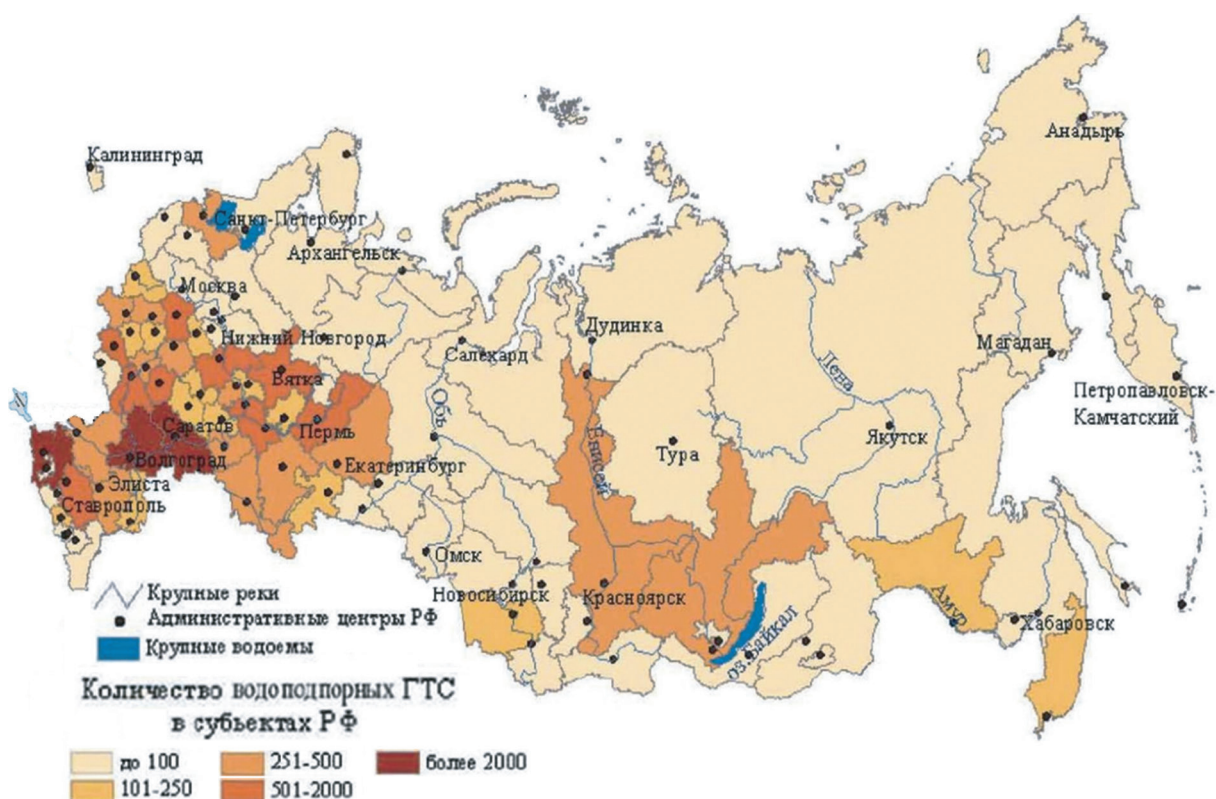 Анадырь
Калининград
Санкт-Петербург
Архангельск
Москва
Дудинка
Нижний Новгород
Салехард
Лена
Магадан
Вятка
Петропавловск-
Камчатский
Обь
Саратов
Пермь
Енисей
Тура
Якутск
Волгоград
Екатеринбург
Элиста
Ставрополь
Омск
Новосибирск
Красноярск
Амур
Хабаровск
оз.Байкал
Крупные реки
Административные центры РФ
Крупные водоемы
Количество водоподпорных ГТС
в субъектах РФ
до 100
251-500
более 2000
101-250
501-2000